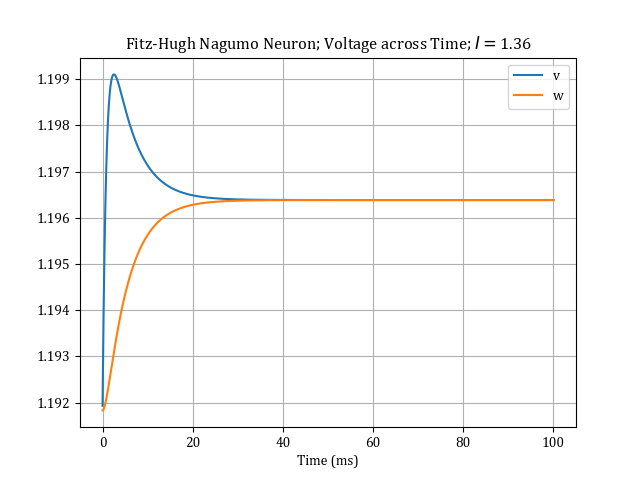 Fitz-Hugh Nagumo Neuron; Voltage across Time; I = 1.36
v
w
1.199
1.198
1.197
1.196
1.195
1.194
1.193
1.192
0 20 40 60 80 100
Time (ms)